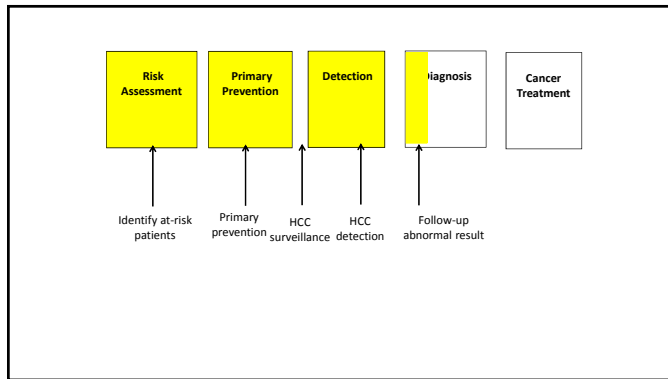 Risk
Assessment
Primary
Prevention
Detection
Diagnosis
Cancer
Treatment
Identify at-risk
patients
Primary
prevention
HCC
surveillance
HCC
detection
Follow-up
abnormal result